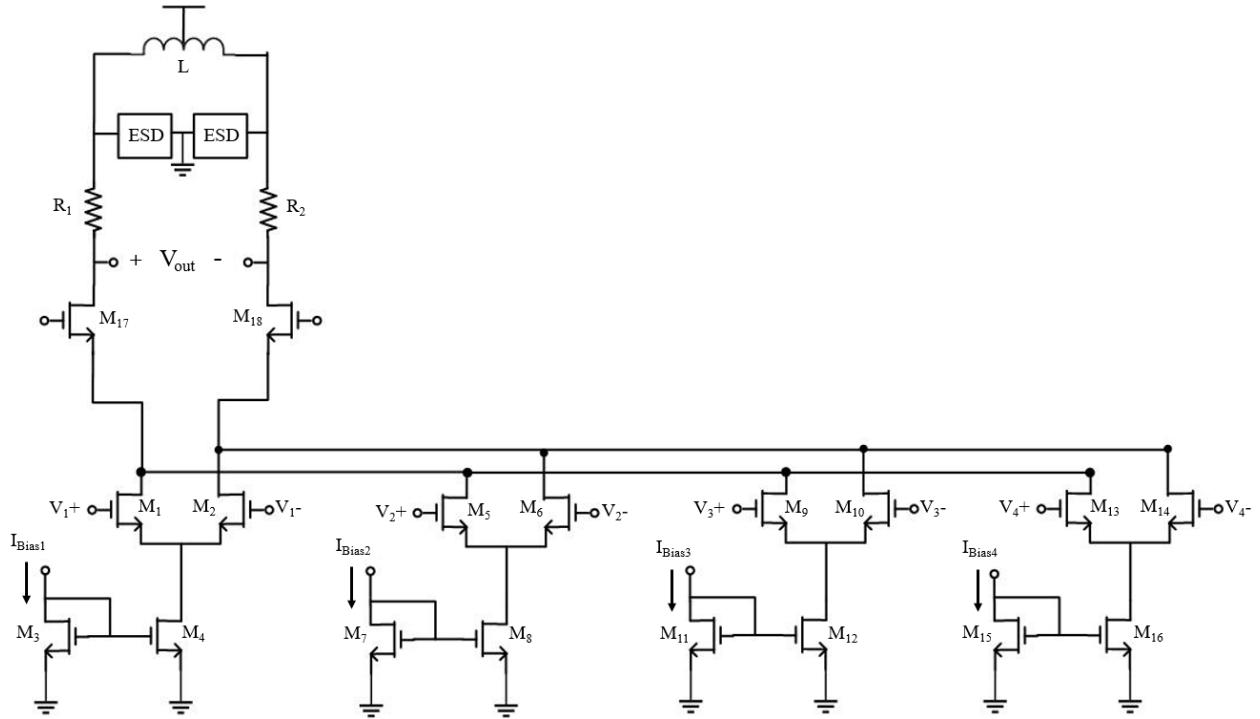 L
ESD ESD
R₁ R₂
+ Vout -
M₁₇ M₁₈
V₁+ M₁ M₂ V₁-
V₂+ M₅ M₆ V₂-
V₃+ M₉ M₁₀ V₃-
V₄+ M₁₃ M₁₄ V₄-
IBias1 IBias2 IBias3 IBias4
M₃ M₄ M₇ M₈ M₁₁ M₁₂ M₁₅ M₁₆